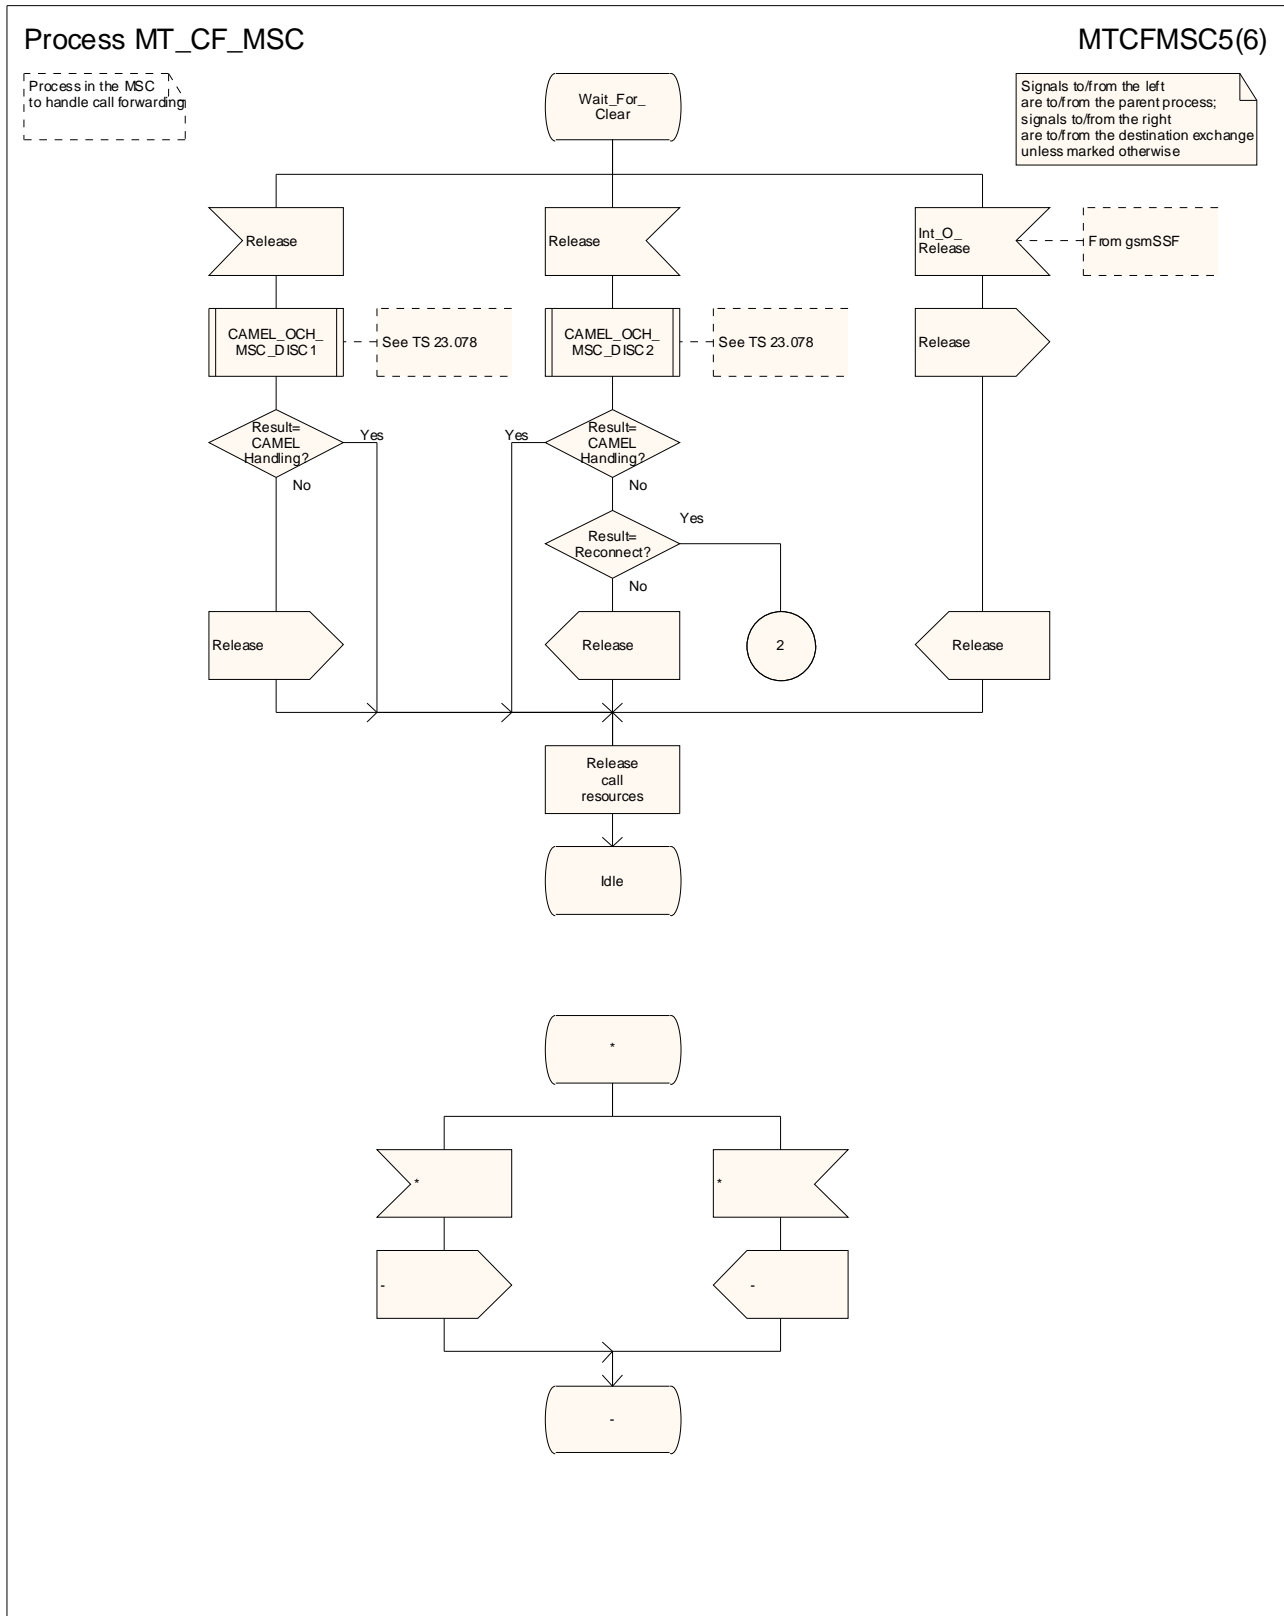 Process MT_CF_MSC
MTCFMSC5(6)
Process in the MSC
to handle call forwarding
Signals to/from the left
are to/from the parent process;
signals to/from the right
are to/from the destination exchange
unless marked otherwise
Wait_For_
Clear
Release
Release
Int_O_
Release
From gsmSSF
CAMEL_OCH_
MSC_DISC1
See TS 23.078
CAMEL_OCH_
MSC_DISC2
See TS 23.078
Release
Result=
CAMEL
Handling?
Yes
No
Yes
Result=
CAMEL
Handling?
No
Result=
Reconnect?
Yes
No
Release
Release
2
Release
Release
call
resources
Idle
*
*
*
-
-
-